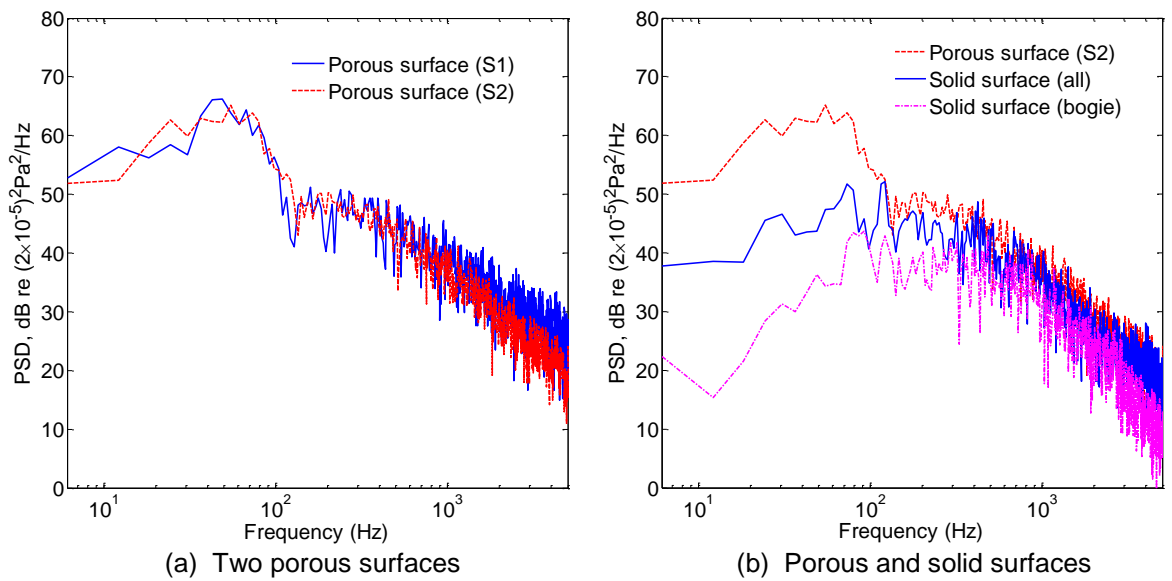 80
70
60
50
40
30
20
10
0
PSD, dB re (2×10⁻⁵)²Pa²/Hz
Porous surface (S1)
Porous surface (S2)
10¹
10²
10³
Frequency (Hz)
(a) Two porous surfaces
80
70
60
50
40
30
20
10
0
PSD, dB re (2×10⁻⁵)²Pa²/Hz
Porous surface (S2)
Solid surface (all)
Solid surface (bogie)
10¹
10²
10³
Frequency (Hz)
(b) Porous and solid surfaces